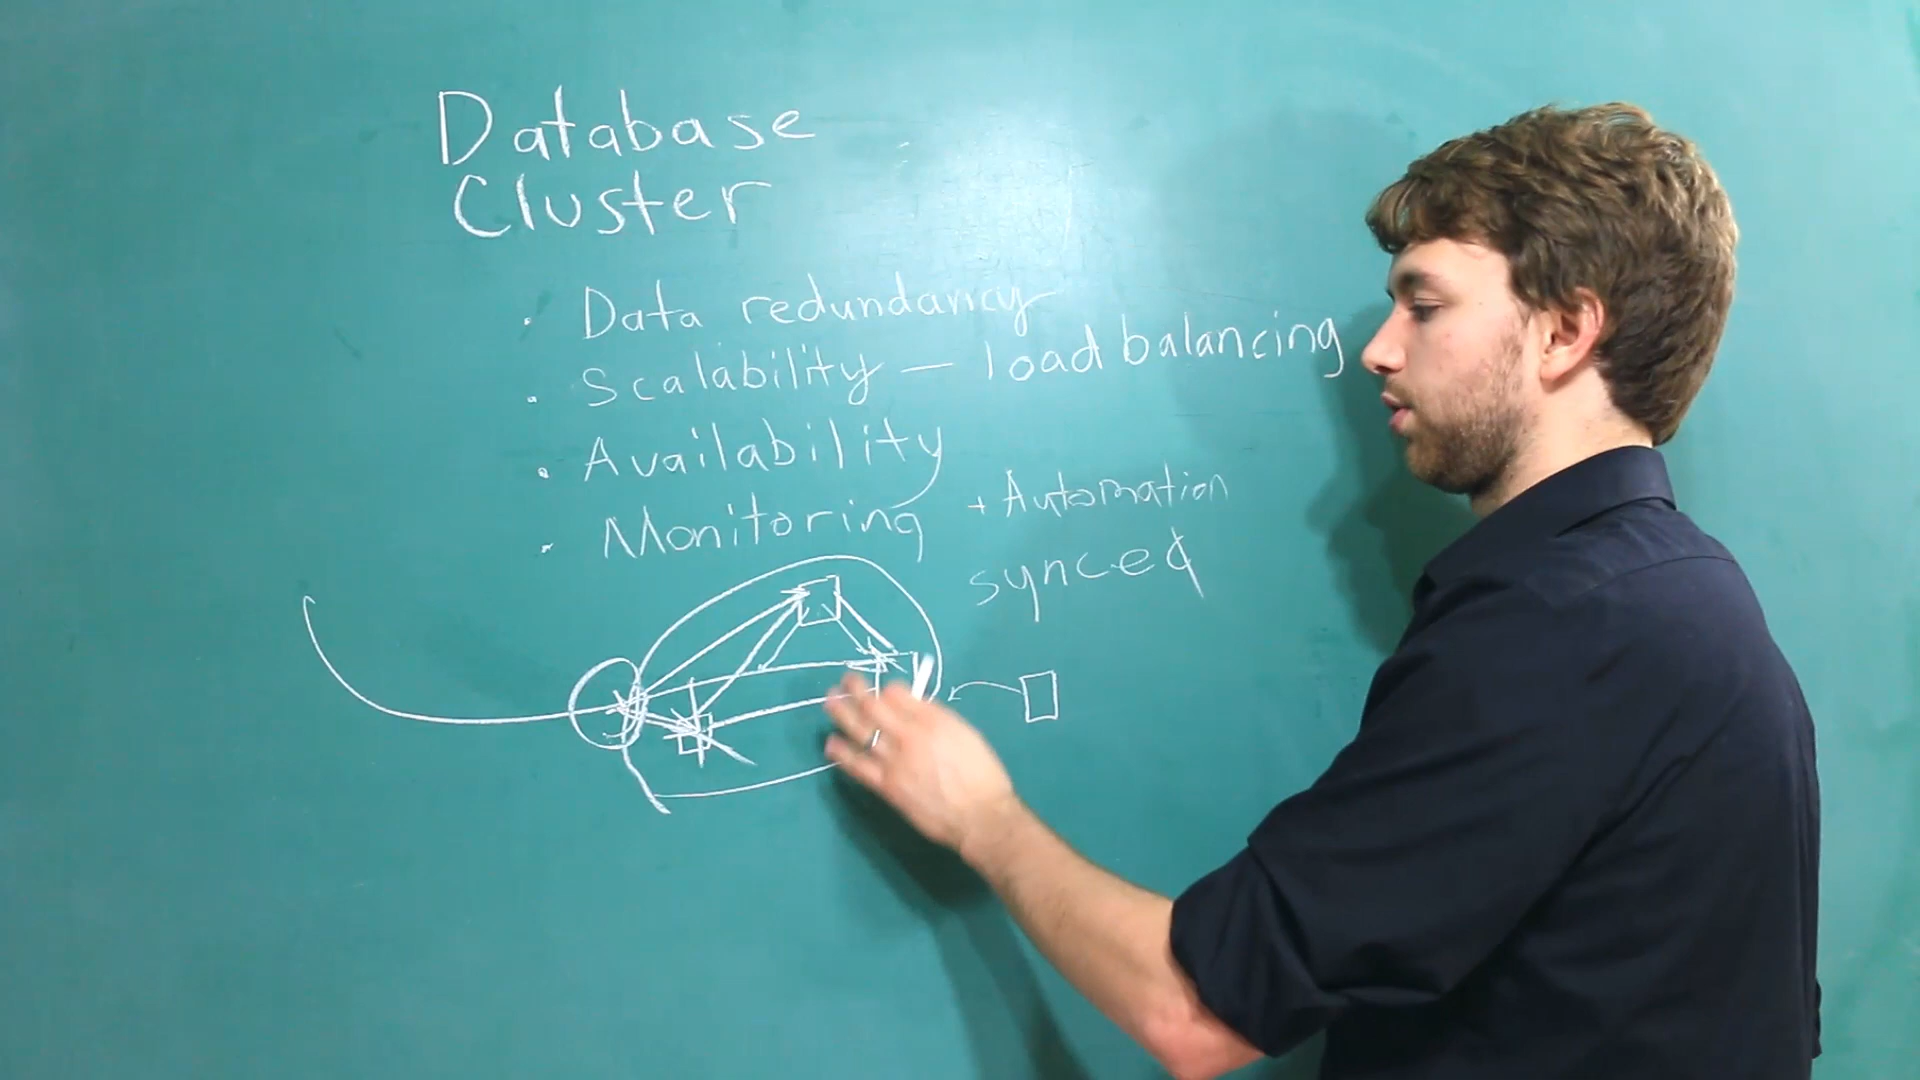 Database
Cluster
· Data redundancy
· Scalability — load balancing
· Availability
· Monitoring + Automation
synced